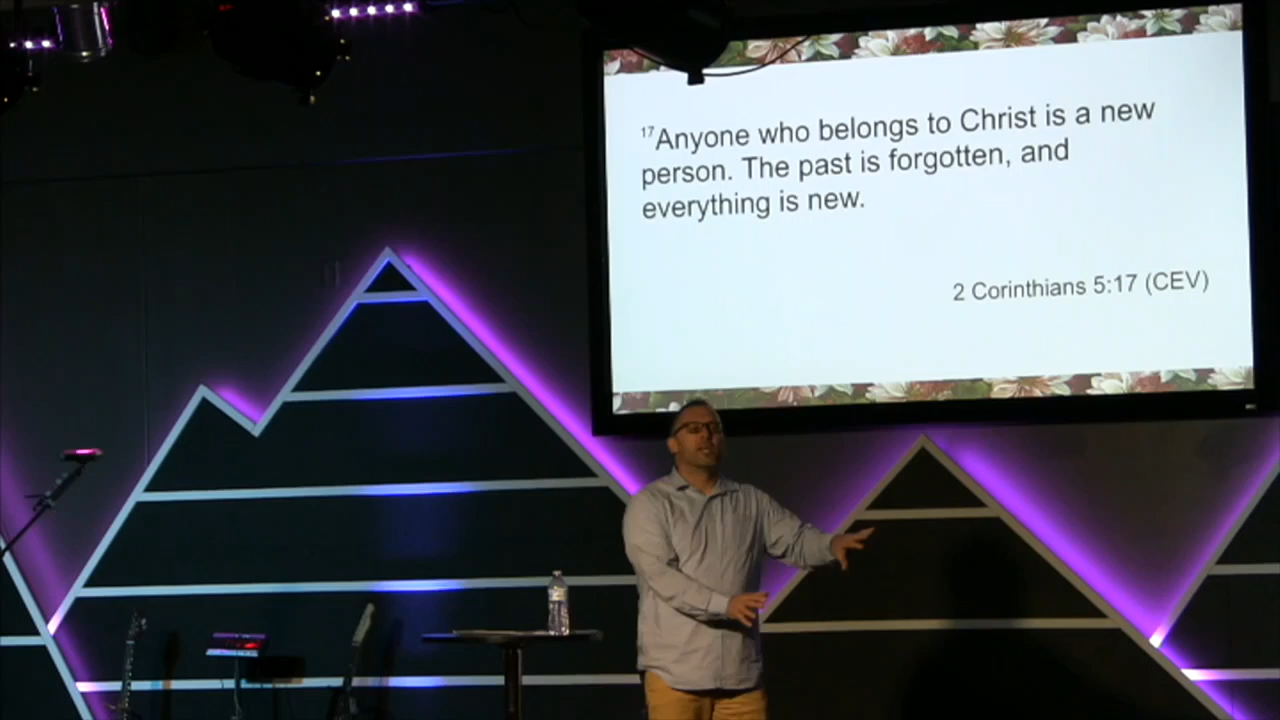 17Anyone who belongs to Christ is a new
person. The past is forgotten, and
everything is new.
2 Corinthians 5:17 (CEV)